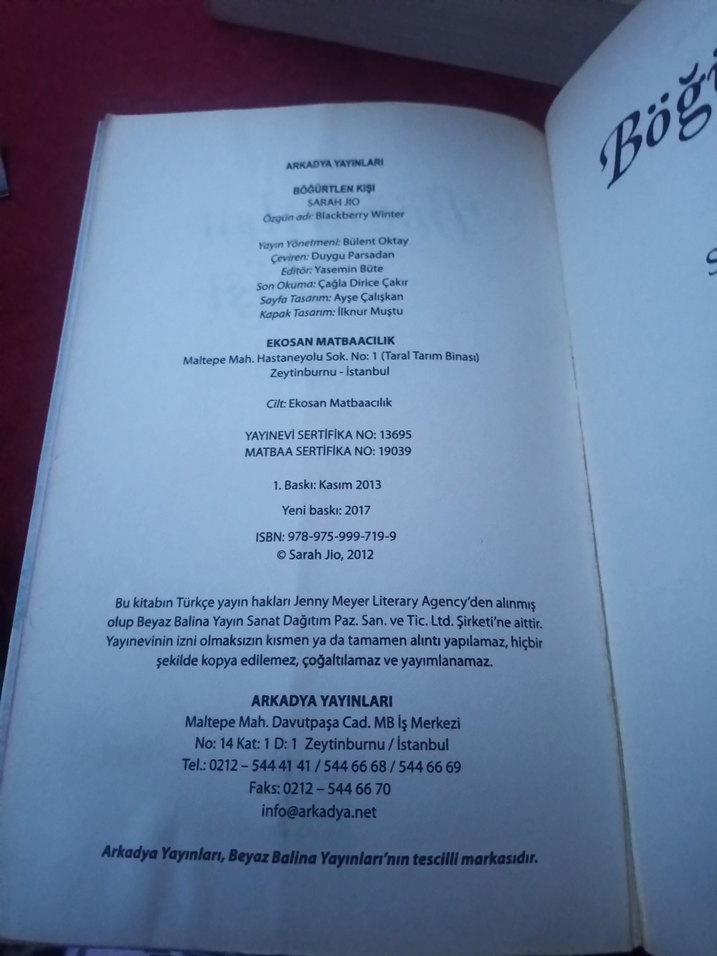 ARKADYA YAYINLARI
BÖĞÜRTLEN KIŞI
SARAH JIO
Özgün adı: Blackberry Winter
Yayın Yönetmeni: Bülent Oktay
Çeviren: Duygu Parsadan
Editör: Yasemin Büte
Son Okuma: Çağla Dirice Çakır
Sayfa Tasarım: Ayşe Çalışkan
Kapak Tasarım: İlknur Muştu
EKOSAN MATBAACILIK
Maltepe Mah. Hastaneyolu Sok. No: 1 (Taral Tarım Binası)
Zeytinburnu - İstanbul
Cilt: Ekosan Matbaacılık
YAYINEVİ SERTİFİKA NO: 13695
MATBAA SERTİFİKA NO: 19039
1. Baskı: Kasım 2013
Yeni baskı: 2017
ISBN: 978-975-999-719-9
© Sarah Jio, 2012
Bu kitabın Türkçe yayın hakları Jenny Meyer Literary Agency’den alınmış
olup Beyaz Balina Yayın Sanat Dağıtım Paz. San. ve Tic. Ltd. Şirketi’ne aittir.
Yayınevinin izni olmaksızın kısmen ya da tamamen alıntı yapılamaz, hiçbir
şekilde kopya edilemez, çoğaltılamaz ve yayımlanamaz.
ARKADYA YAYINLARI
Maltepe Mah. Davutpaşa Cad. MB İş Merkezi
No: 14 Kat: 1 D: 1 Zeytinburnu / İstanbul
Tel.: 0212 – 544 41 41 / 544 66 68 / 544 66 69
Faks: 0212 – 544 66 70
info@arkadya.net
Arkadya Yayınları, Beyaz Balina Yayınları’nın tescilli markasıdır.
Böğü
S